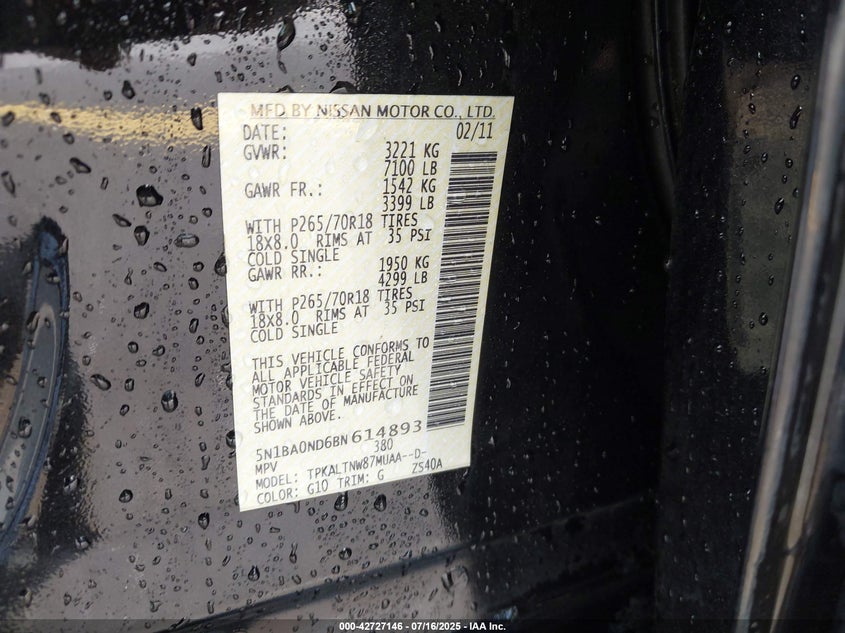 MFD BY NISSAN MOTOR CO., LTD.
DATE: 02/11
GVWR: 3221 KG
7100 LB
GAWR FR.: 1542 KG
3399 LB
WITH P265/70R18 TIRES
18X8.0 RIMS AT 35 PSI
COLD SINGLE
GAWR RR.: 1950 KG
4299 LB
WITH P265/70R18 TIRES
18X8.0 RIMS AT 35 PSI
COLD SINGLE
THIS VEHICLE CONFORMS TO
ALL APPLICABLE FEDERAL
MOTOR VEHICLE SAFETY
STANDARDS IN EFFECT ON
THE DATE OF MANUFACTURE
SHOWN ABOVE.
5N1BA0ND6BN614893
MPV 380
MODEL: TPKALTNW87MUAA--D-
COLOR: G10 TRIM: G ZS40A
000-42727146 - 07/16/2025 - IAA Inc.